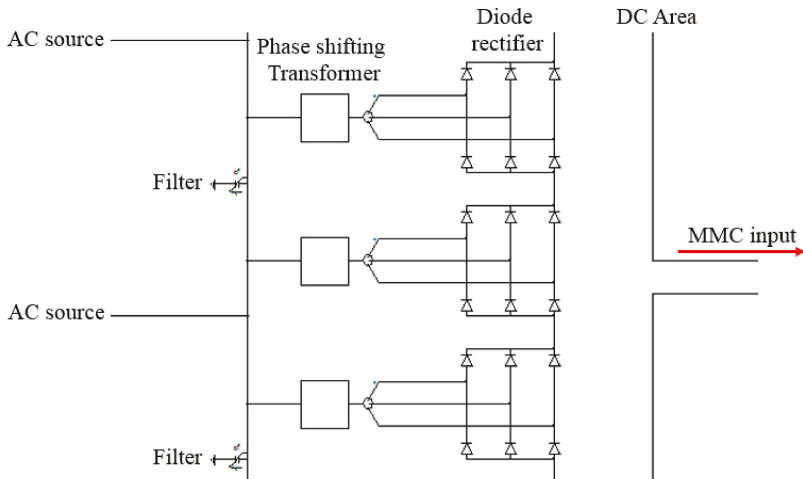 AC source
Phase shifting
Transformer
Diode
rectifier
DC Area
Filter
MMC input
AC source
Filter